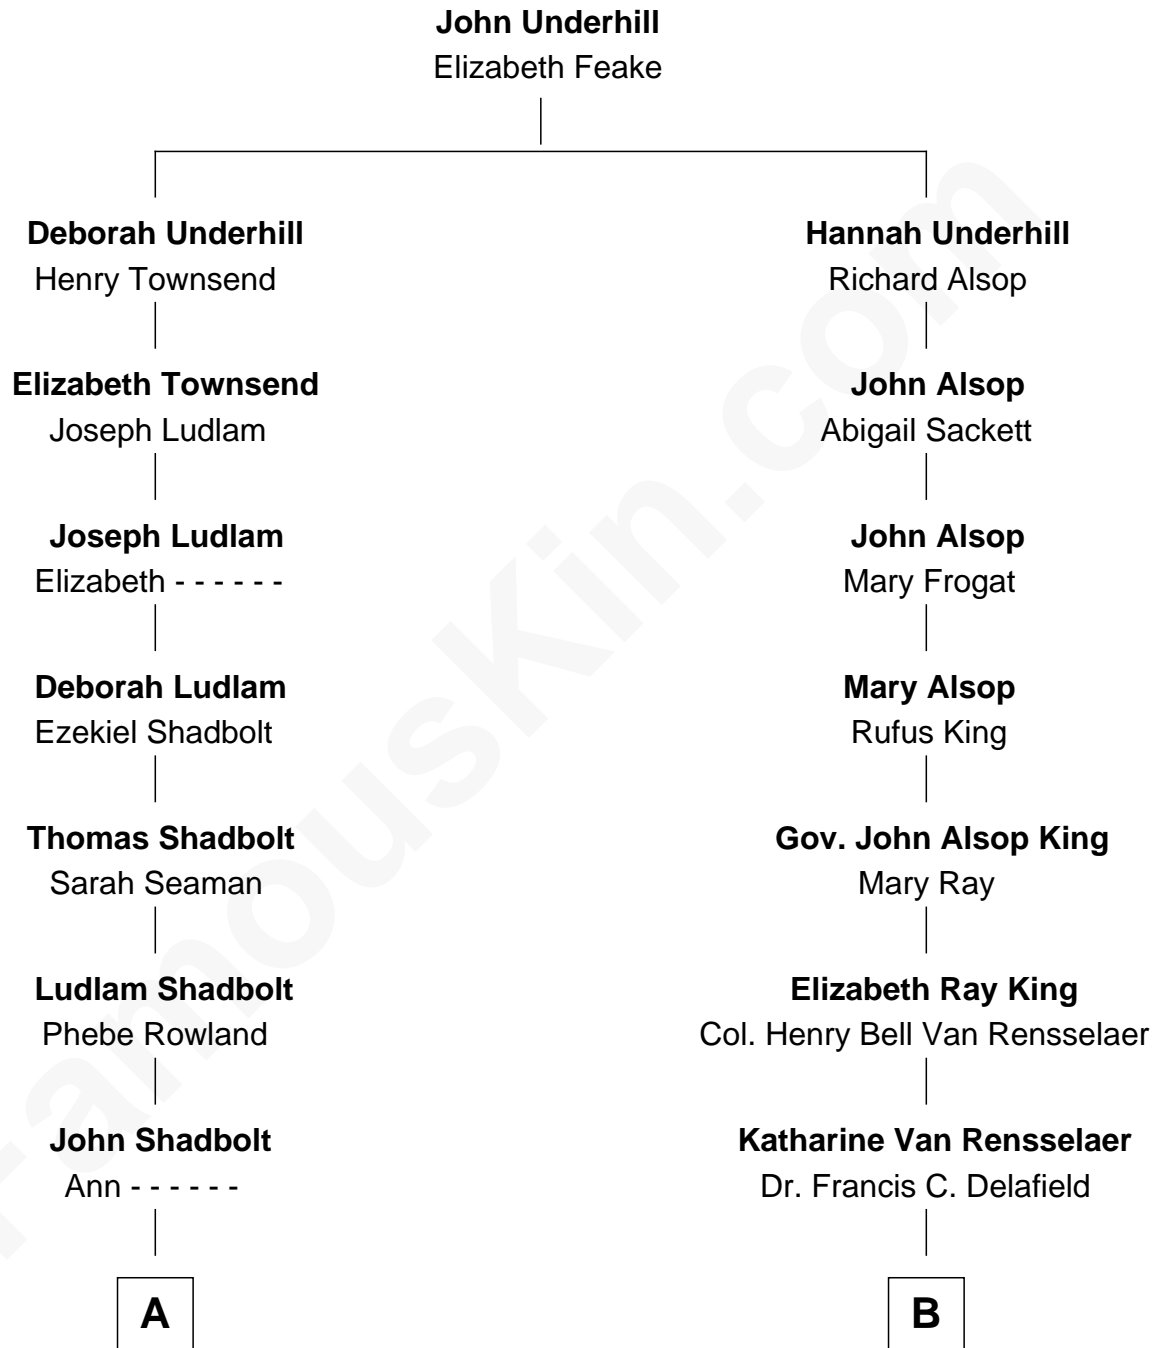 John Underhill
Elizabeth Feake
Deborah Underhill
Henry Townsend
Hannah Underhill
Richard Alsop
Elizabeth Townsend
Joseph Ludlam
John Alsop
Abigail Sackett
Joseph Ludlam
Elizabeth - - - - - -
John Alsop
Mary Frogat
Deborah Ludlam
Ezekiel Shadbolt
Mary Alsop
Rufus King
Thomas Shadbolt
Sarah Seaman
Gov. John Alsop King
Mary Ray
Ludlam Shadbolt
Phebe Rowland
Elizabeth Ray King
Col. Henry Bell Van Rensselaer
John Shadbolt
Ann - - - - - -
Katharine Van Rensselaer
Dr. Francis C. Delafield
A
B
FamousKin.com